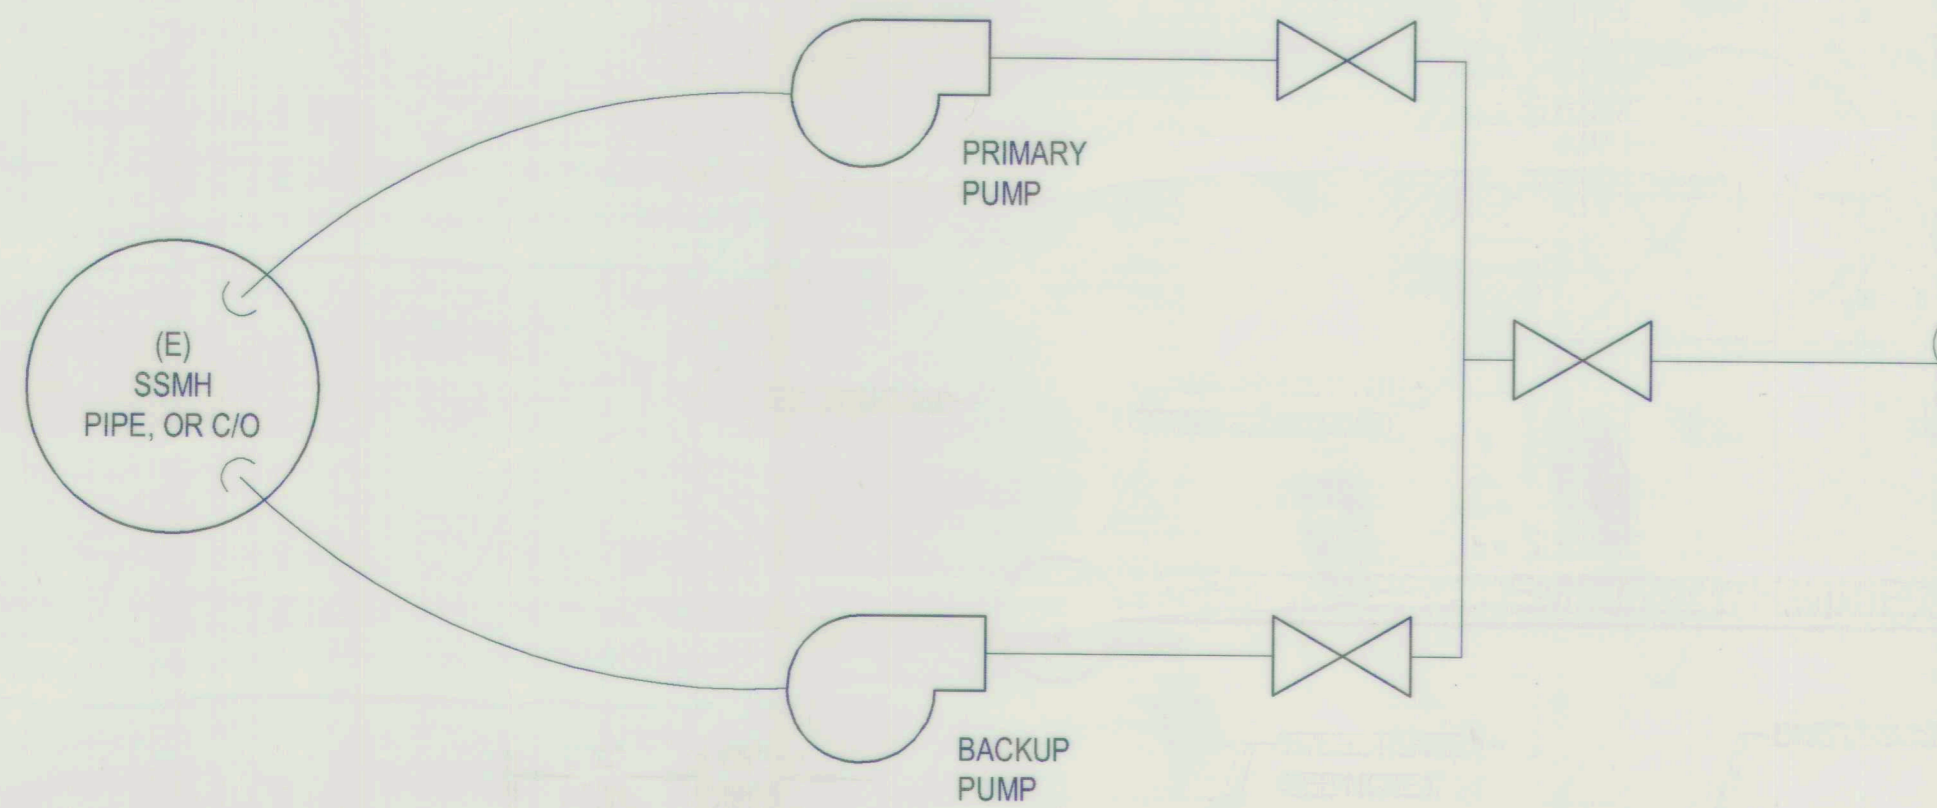 PRIMARY
PUMP
(E)
SSMH
PIPE, OR C/O
BACKUP
PUMP